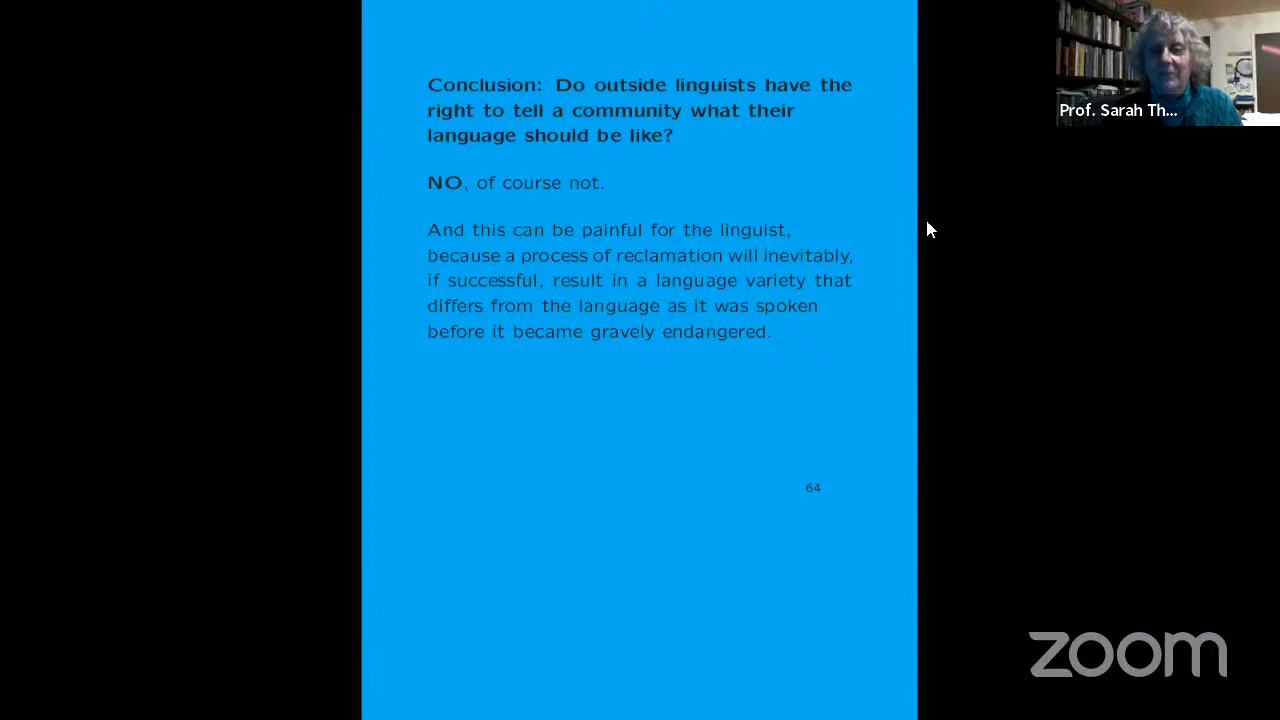 Conclusion: Do outside linguists have the
right to tell a community what their
language should be like?
NO, of course not.
And this can be painful for the linguist,
because a process of reclamation will inevitably,
if successful, result in a language variety that
differs from the language as it was spoken
before it became gravely endangered.
64
Prof. Sarah Th...
zoom